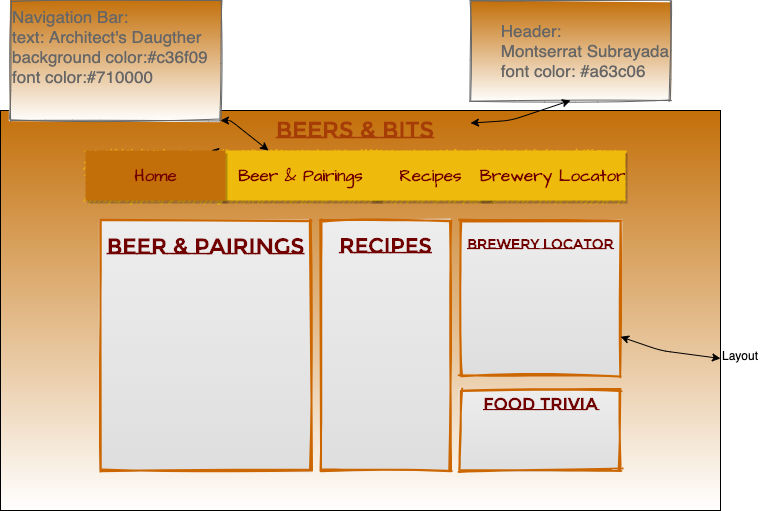 Navigation Bar:
text: Architect's Daugther
background color:#c36f09
font color:#710000
Header:
Montserrat Subrayada
font color: #a63c06
BEERS & BITS
Home Beer & Pairings Recipes Brewery Locator
BEER & PAIRINGS
RECIPES
BREWERY LOCATOR
Layout
FOOD TRIVIA